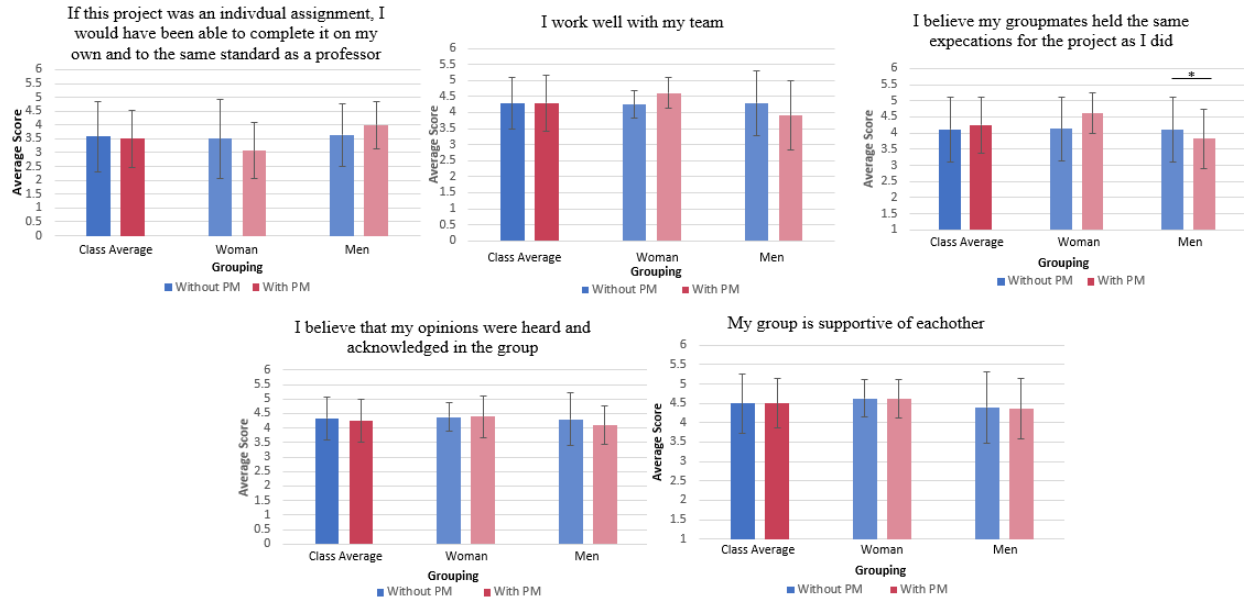 If this project was an indivdual assignment, I
would have been able to complete it on my
own and to the same standard as a professor
6
5.5
5
4.5
4
3.5
3
2.5
2
1.5
1
0.5
0
Average Score
Class Average Woman Men
Grouping
Without PM With PM
I work well with my team
6
5.5
5
4.5
4
3.5
3
2.5
2
1.5
1
0.5
0
Average Score
Class Average Woman Men
Grouping
Without PM With PM
I believe my groupmates held the same
expecations for the project as I did
*
6
5.5
5
4.5
4
3.5
3
2.5
2
1.5
1
Average Score
Class Average Woman Men
Grouping
Without PM With PM
I believe that my opinions were heard and
acknowledged in the group
6
5.5
5
4.5
4
3.5
3
2.5
2
1.5
1
0.5
0
Average Score
Class Average Woman Men
Grouping
Without PM With PM
My group is supportive of eachother
6
5.5
5
4.5
4
3.5
3
2.5
2
1.5
1
Average Score
Class Average Woman Men
Grouping
Without PM With PM